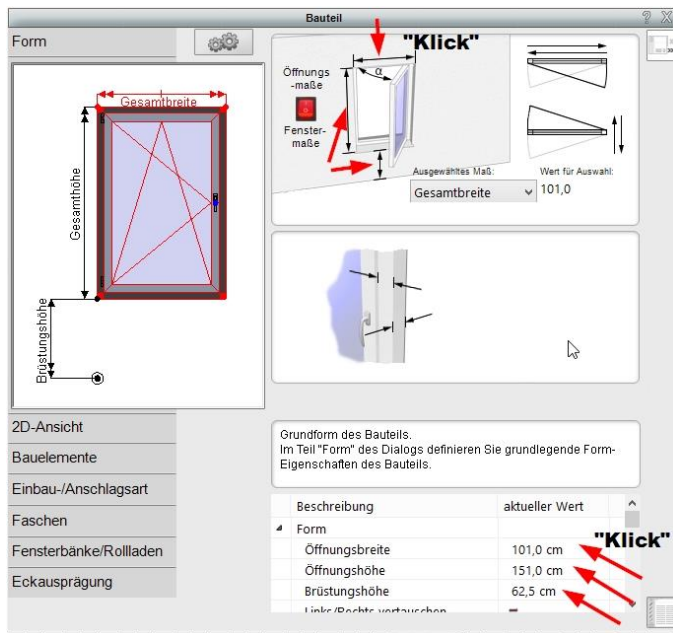 Bauteil
? X
Form
"Klick"
Öffnungs
-maße
Fenster-
maße
α
Ausgewähltes Maß:
Wert für Auswahl:
Gesamtbreite
101,0
Gesamtbreite
Gesamthöhe
Brüstungshöhe
2D-Ansicht
Bauelemente
Einbau-/Anschlagsart
Faschen
Fensterbänke/Rollladen
Eckausprägung
Grundform des Bauteils.
Im Teil "Form" des Dialogs definieren Sie grundlegende Form-
Eigenschaften des Bauteils.
Beschreibung aktueller Wert
Form
"Klick"
Öffnungsbreite 101,0 cm
Öffnungshöhe 151,0 cm
Brüstungshöhe 62,5 cm
Links/Rechts vertauschen